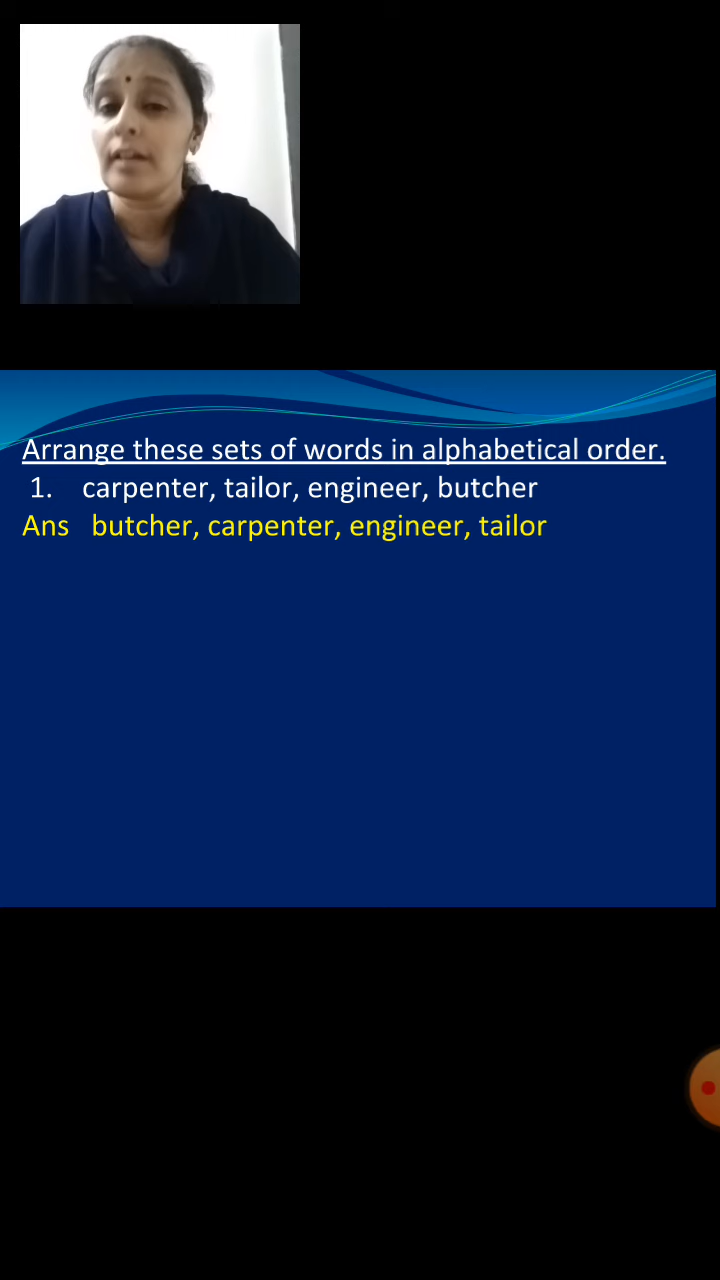 Arrange these sets of words in alphabetical order.
1. carpenter, tailor, engineer, butcher
Ans butcher, carpenter, engineer, tailor